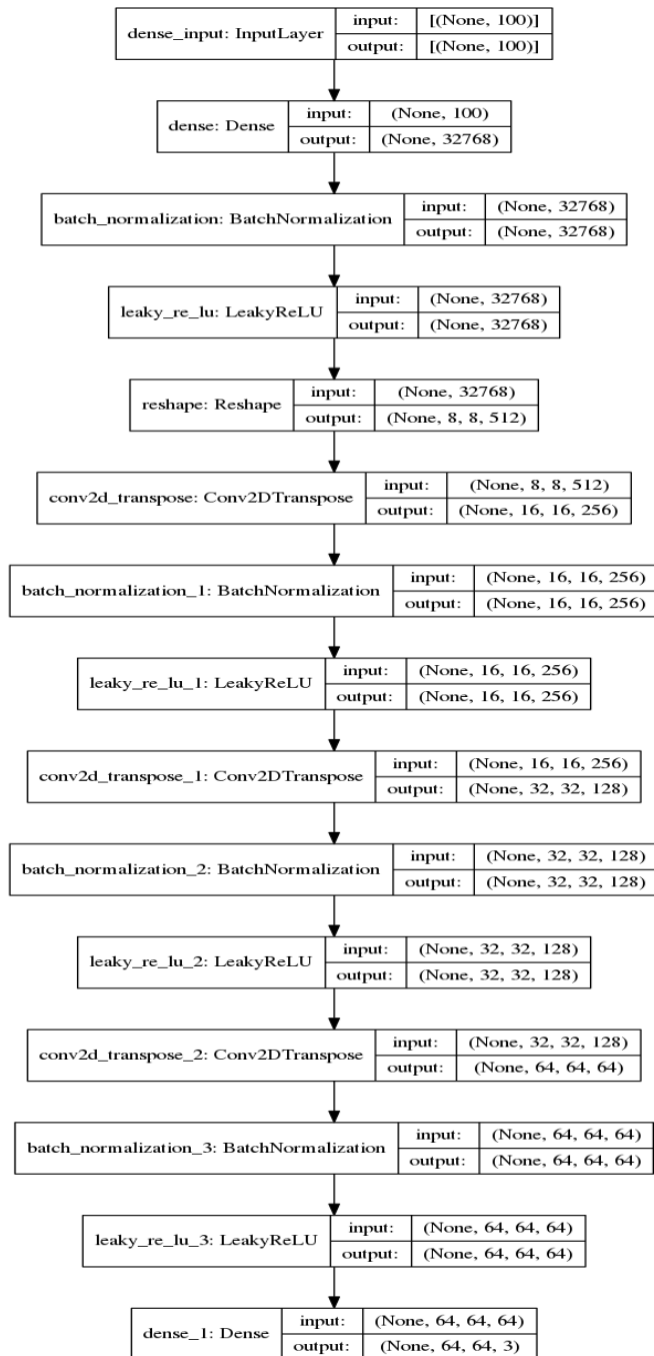 dense_input: InputLayer
input: [(None, 100)]
output: [(None, 100)]
dense: Dense
input: (None, 100)
output: (None, 32768)
batch_normalization: BatchNormalization
input: (None, 32768)
output: (None, 32768)
leaky_re_lu: LeakyReLU
input: (None, 32768)
output: (None, 32768)
reshape: Reshape
input: (None, 32768)
output: (None, 8, 8, 512)
conv2d_transpose: Conv2DTranspose
input: (None, 8, 8, 512)
output: (None, 16, 16, 256)
batch_normalization_1: BatchNormalization
input: (None, 16, 16, 256)
output: (None, 16, 16, 256)
leaky_re_lu_1: LeakyReLU
input: (None, 16, 16, 256)
output: (None, 16, 16, 256)
conv2d_transpose_1: Conv2DTranspose
input: (None, 16, 16, 256)
output: (None, 32, 32, 128)
batch_normalization_2: BatchNormalization
input: (None, 32, 32, 128)
output: (None, 32, 32, 128)
leaky_re_lu_2: LeakyReLU
input: (None, 32, 32, 128)
output: (None, 32, 32, 128)
conv2d_transpose_2: Conv2DTranspose
input: (None, 32, 32, 128)
output: (None, 64, 64, 64)
batch_normalization_3: BatchNormalization
input: (None, 64, 64, 64)
output: (None, 64, 64, 64)
leaky_re_lu_3: LeakyReLU
input: (None, 64, 64, 64)
output: (None, 64, 64, 64)
dense_1: Dense
input: (None, 64, 64, 64)
output: (None, 64, 64, 3)